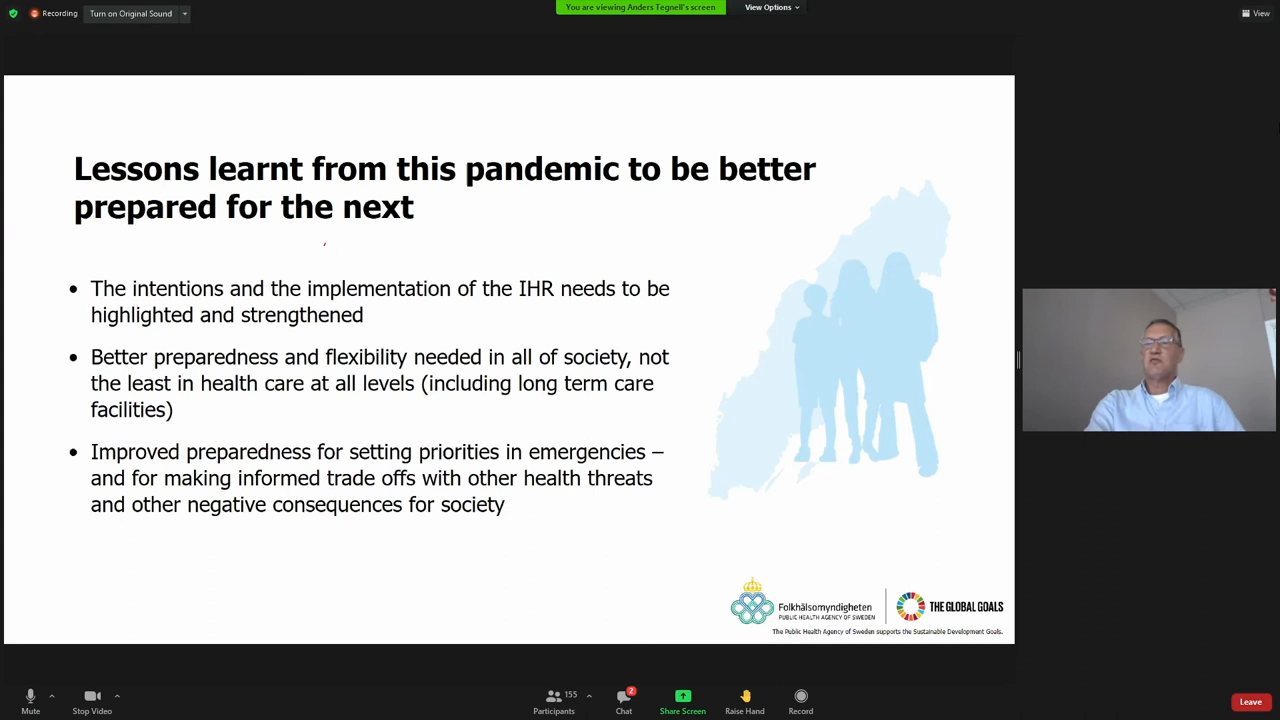 Recording
Turn on Original Sound
You are viewing Anders Tegnell's screen
View Options
View
Lessons learnt from this pandemic to be better
prepared for the next
• The intentions and the implementation of the IHR needs to be
highlighted and strengthened
• Better preparedness and flexibility needed in all of society, not
the least in health care at all levels (including long term care
facilities)
• Improved preparedness for setting priorities in emergencies –
and for making informed trade offs with other health threats
and other negative consequences for society
Folkhälsomyndigheten
PUBLIC HEALTH AGENCY OF SWEDEN
THE GLOBAL GOALS
The Public Health Agency of Sweden supports the Sustainable Development Goals.
Mute
Stop Video
155
Participants
2
Chat
Share Screen
Raise Hand
Record
Leave